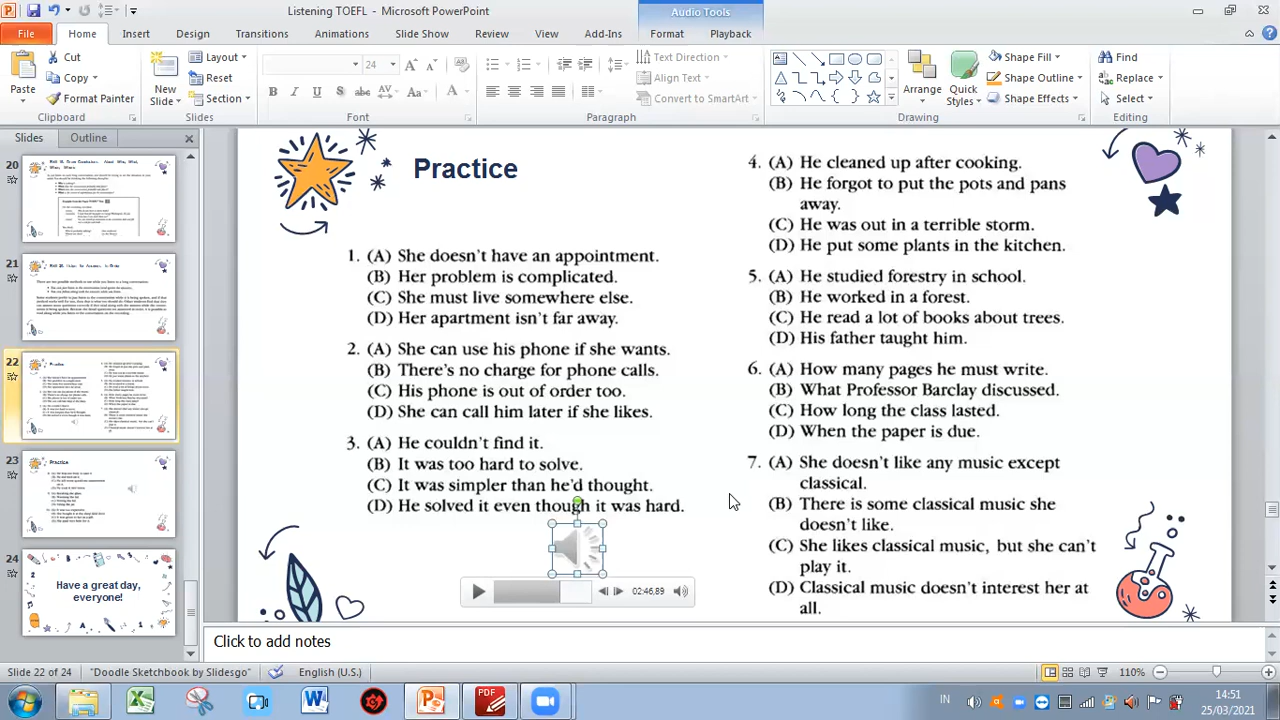 Listening TOEFL - Microsoft PowerPoint
Audio Tools
File
Home
Insert
Design
Transitions
Animations
Slide Show
Review
View
Add-Ins
Format
Playback
Paste
Cut
Copy
Format Painter
Clipboard
New
Slide
Layout
Reset
Section
Slides
24
Font
Text Direction
Align Text
Convert to SmartArt
Paragraph
Arrange
Quick
Styles
Shape Fill
Shape Outline
Shape Effects
Drawing
Find
Replace
Select
Editing
Slides
Outline
20
21
22
23
24
Practice
Practice
Have a great day,
everyone!
Practice
1. (A) She doesn't have an appointment.
(B) Her problem is complicated.
(C) She must live somewhere else.
(D) Her apartment isn't far away.
2. (A) She can use his phone if she wants.
(B) There's no charge for phone calls.
(C) His phone is out of order too.
(D) She can call him later if she likes.
3. (A) He couldn't find it.
(B) It was too hard to solve.
(C) It was simpler than he'd thought.
(D) He solved it even though it was hard.
02:46,89
4. (A) He cleaned up after cooking.
(B) He forgot to put the pots and pans
away.
(C) He was out in a terrible storm.
(D) He put some plants in the kitchen.
5. (A) He studied forestry in school.
(B) He worked in a forest.
(C) He read a lot of books about trees.
(D) His father taught him.
6. (A) How many pages he must write.
(B) What Professor Barclay discussed.
(C) How long the class lasted.
(D) When the paper is due.
7. (A) She doesn't like any music except
classical.
(B) There is some classical music she
doesn't like.
(C) She likes classical music, but she can't
play it.
(D) Classical music doesn't interest her at
all.
Click to add notes
Slide 22 of 24
"Doodle Sketchbook by Slidesgo"
English (U.S.)
110%
IN
14:51
25/03/2021